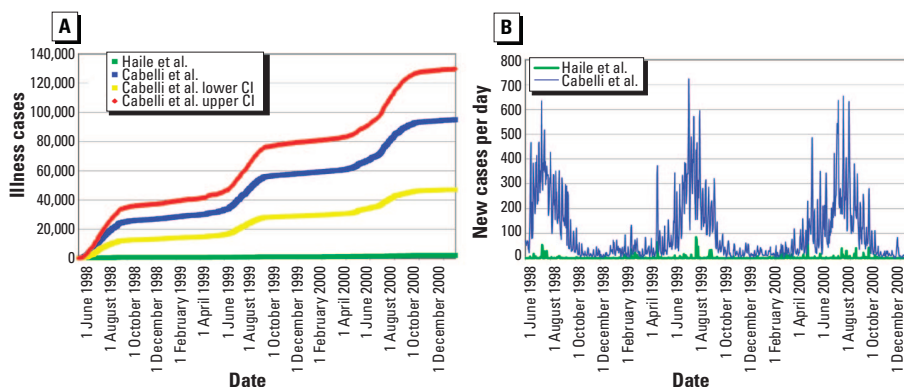 A
Illness cases
140,000
120,000
100,000
80,000
60,000
40,000
20,000
0
Haile et al.
Cabelli et al.
Cabelli et al. lower CI
Cabelli et al. upper CI
1 June 1998
1 August 1998
1 October 1998
1 December 1998
1 February 1999
1 April 1999
1 June 1999
1 August 1999
1 October 1999
1 December 1999
1 February 2000
1 April 2000
1 June 2000
1 August 2000
1 October 2000
1 December 2000
Date
B
New cases per day
800
700
600
500
400
300
200
100
0
Haile et al.
Cabelli et al.
1 June 1998
1 August 1998
1 October 1998
1 December 1998
1 February 1999
1 April 1999
1 June 1999
1 August 1999
1 October 1999
1 December 1999
1 February 2000
1 April 2000
1 June 2000
1 August 2000
1 October 2000
1 December 2000
Date